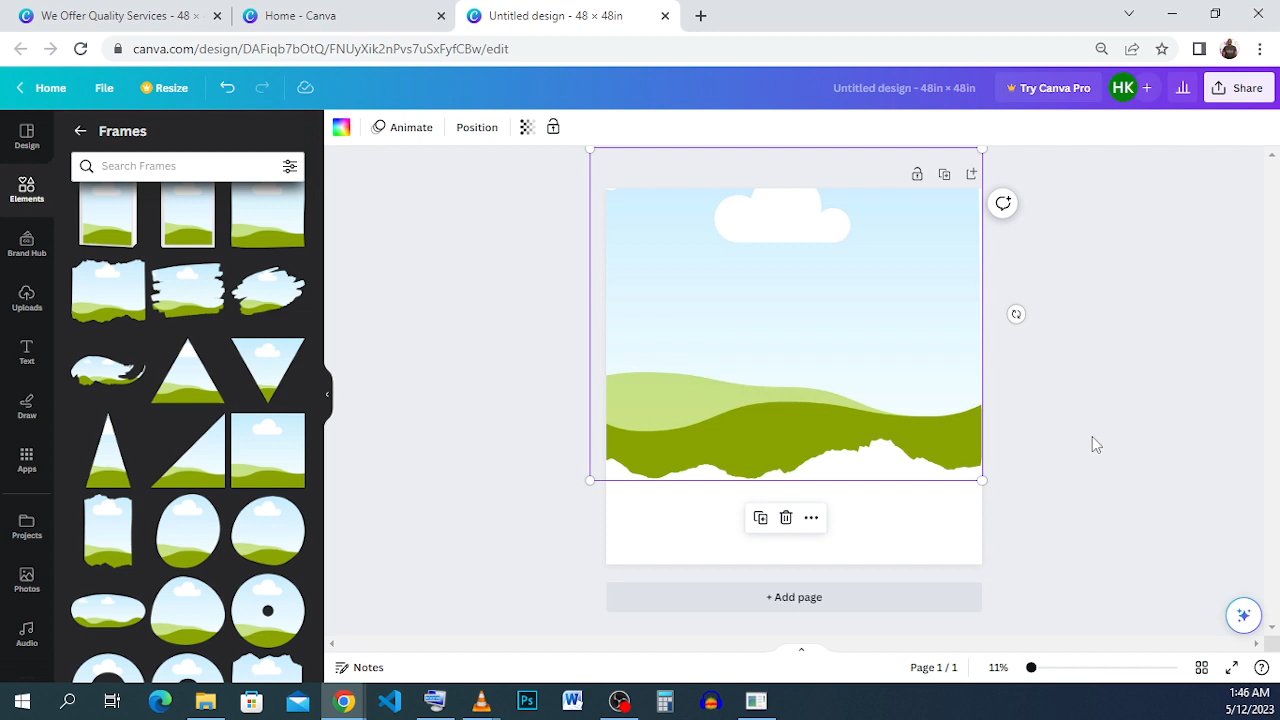 We Offer Quality Services - 48 ×
Home - Canva
Untitled design - 48 × 48in
canva.com/design/DAFiqb7bOtQ/FNUyXik2nPvs7uSxFyfCBw/edit
Home
File
Resize
Untitled design - 48in × 48in
Try Canva Pro
HK
Share
Design
Elements
Brand Hub
Uploads
Text
Draw
Apps
Projects
Photos
Audio
Frames
Search Frames
Animate
Position
+ Add page
Notes
Page 1 / 1
11%
1:46 AM
5/12/2023